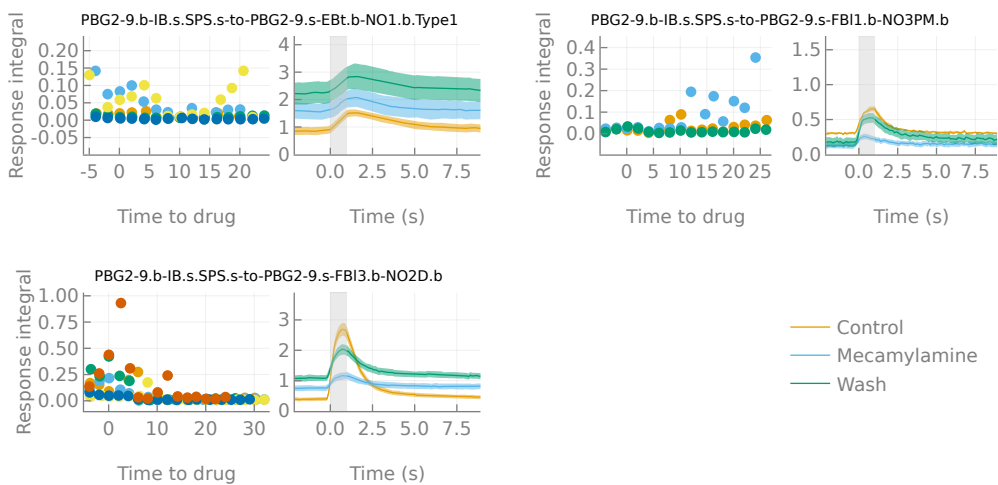 PBG2-9.b-IB.s.SPS.s-to-PBG2-9.s-EBt.b-NO1.b.Type1
PBG2-9.b-IB.s.SPS.s-to-PBG2-9.s-FBl1.b-NO3PM.b
Response integral
0.20
0.15
0.10
0.05
0.00
-0.05
-5 0 5 10 15 20
Time to drug
4
3
2
1
0
0.0 2.5 5.0 7.5
Time (s)
Response integral
0.4
0.3
0.2
0.1
0.0
0 5 10 15 20 25
Time to drug
1.5
1.0
0.5
0.0
0.0 2.5 5.0 7.5
Time (s)
PBG2-9.b-IB.s.SPS.s-to-PBG2-9.s-FBl3.b-NO2D.b
Response integral
1.00
0.75
0.50
0.25
0.00
0 10 20 30
Time to drug
3
2
1
0
0.0 2.5 5.0 7.5
Time (s)
Control
Mecamylamine
Wash